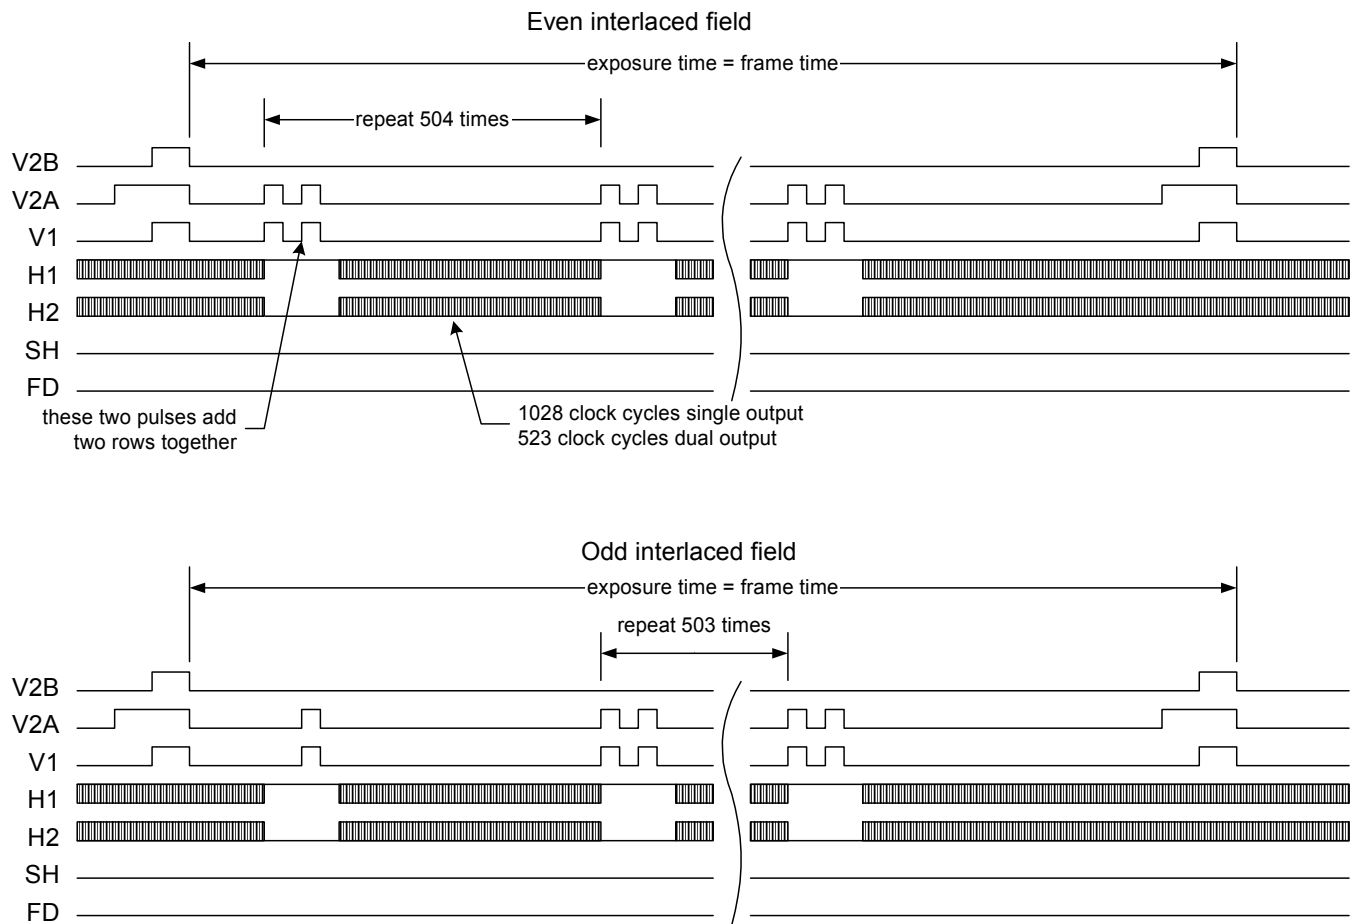 Even interlaced field
exposure time = frame time
repeat 504 times
V2B
V2A
V1
H1
H2
SH
FD
these two pulses add
two rows together
1028 clock cycles single output
523 clock cycles dual output
Odd interlaced field
exposure time = frame time
repeat 503 times
V2B
V2A
V1
H1
H2
SH
FD